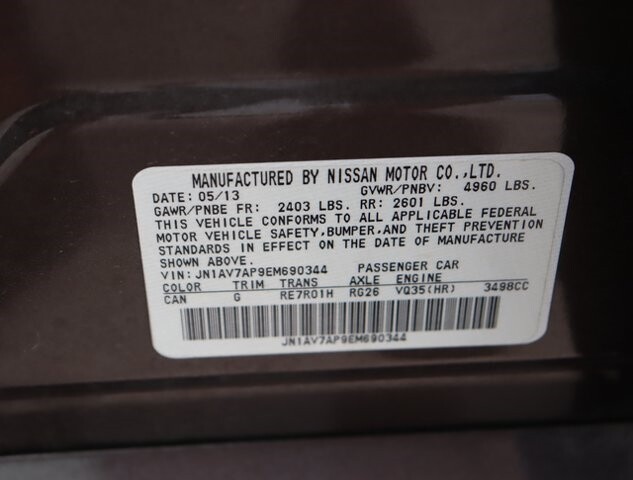 MANUFACTURED BY NISSAN MOTOR CO.,LTD.
DATE: 05/13 GVWR/PNBV: 4960 LBS.
GAWR/PNBE FR: 2403 LBS. RR: 2601 LBS.
THIS VEHICLE CONFORMS TO ALL APPLICABLE FEDERAL
MOTOR VEHICLE SAFETY,BUMPER,AND THEFT PREVENTION
STANDARDS IN EFFECT ON THE DATE OF MANUFACTURE
SHOWN ABOVE.
VIN: JN1AV7AP9EM690344 PASSENGER CAR
COLOR TRIM TRANS AXLE ENGINE
CAN G RE7R01H RG26 VQ35(HR) 3498CC
JN1AV7AP9EM690344